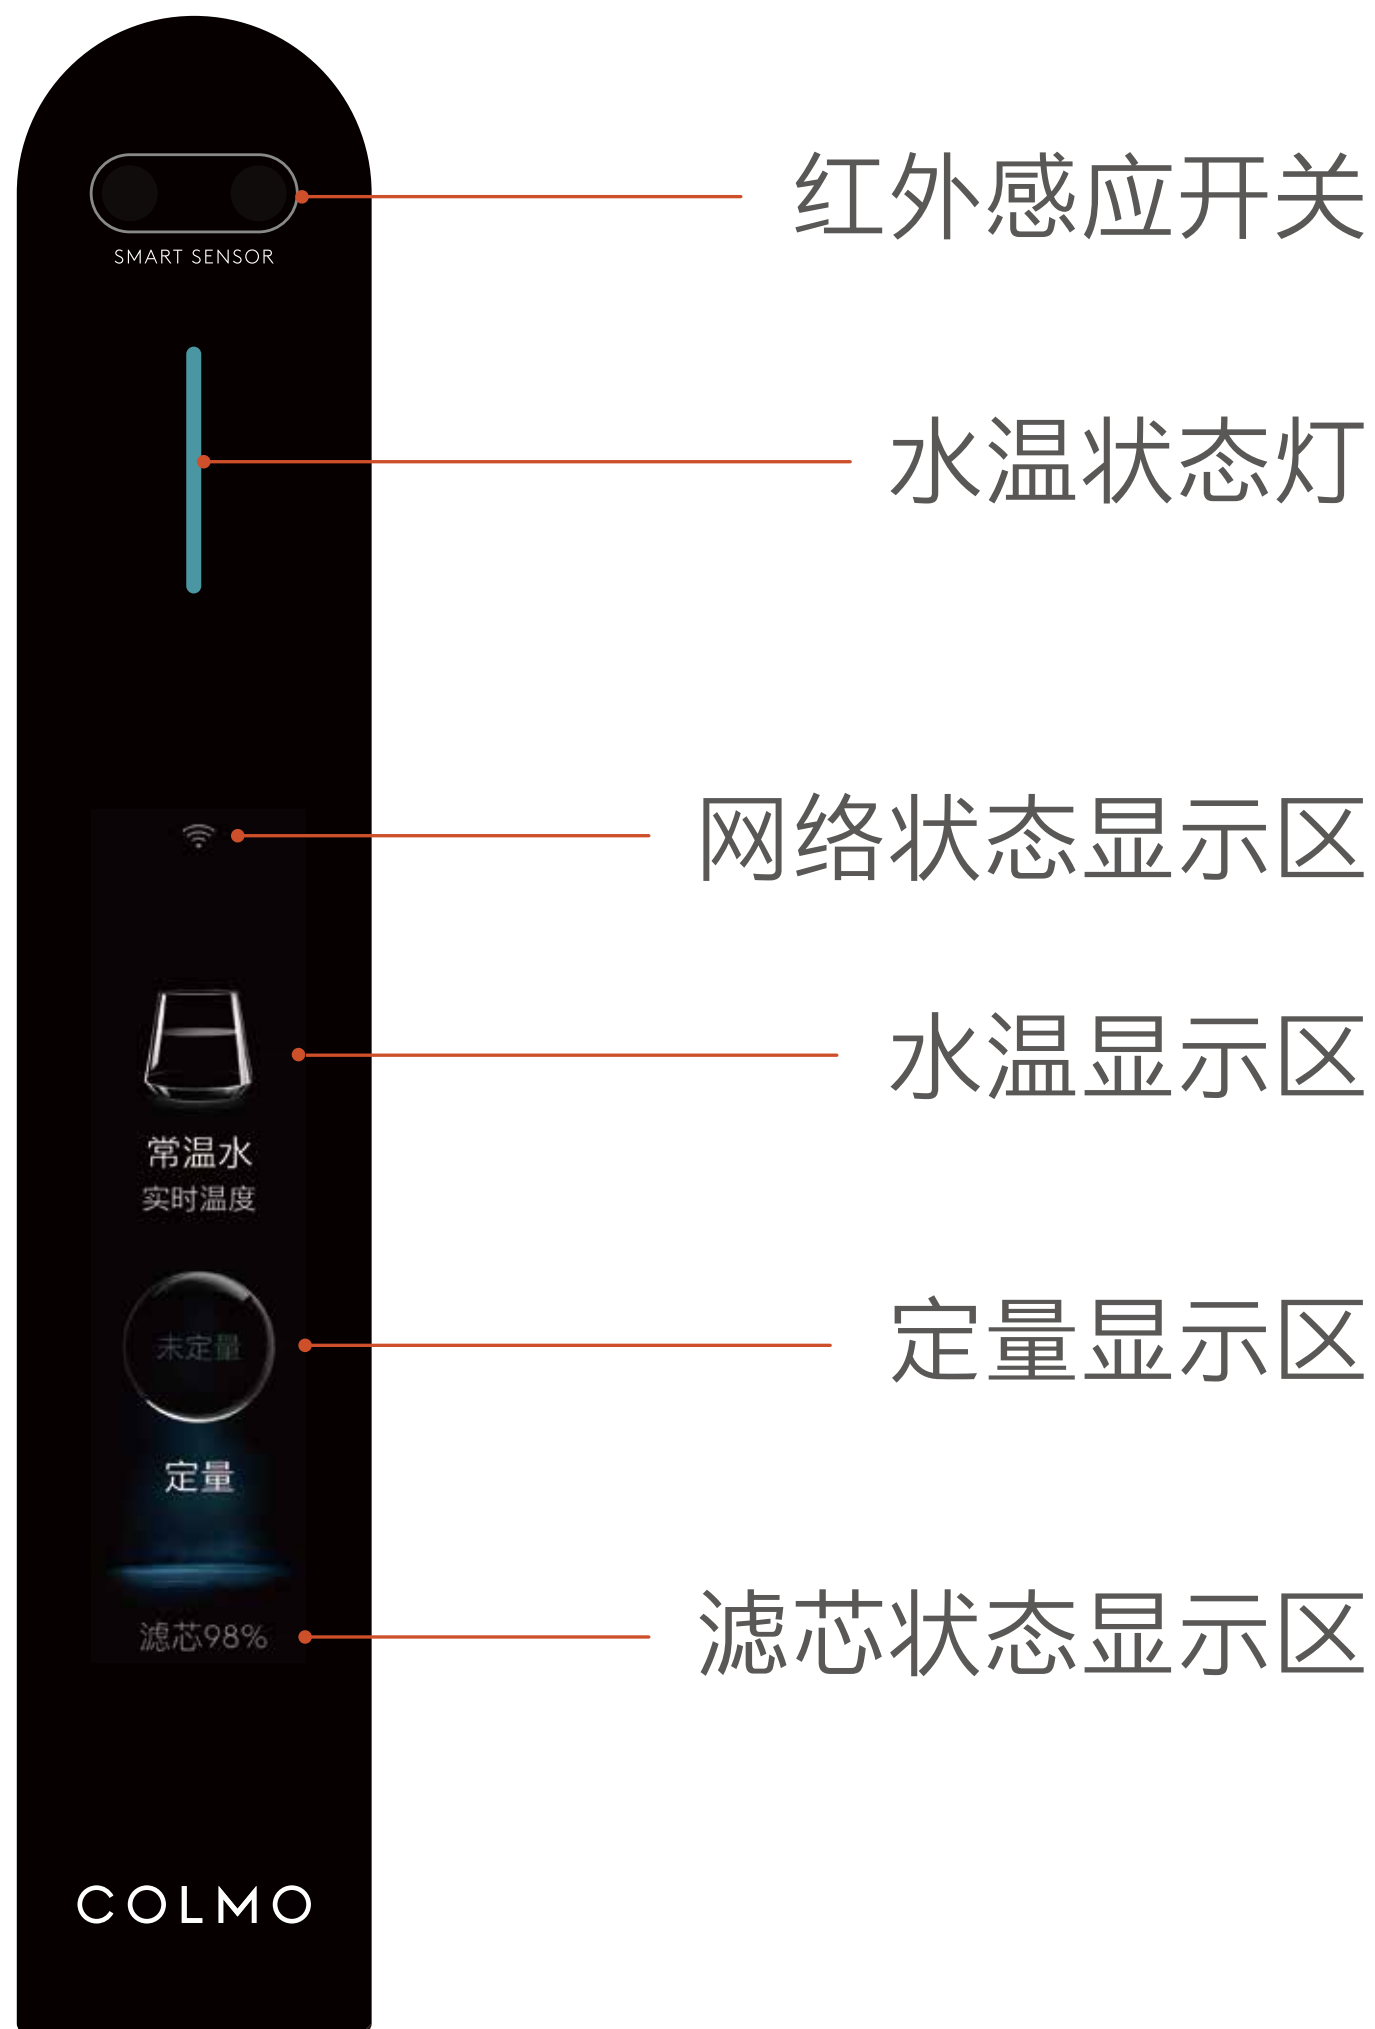 红外感应开关
SMART SENSOR
水温状态灯
网络状态显示区
水温显示区
常温水
实时温度
定量显示区
未定量
定量
滤芯状态显示区
滤芯98%
COLMO